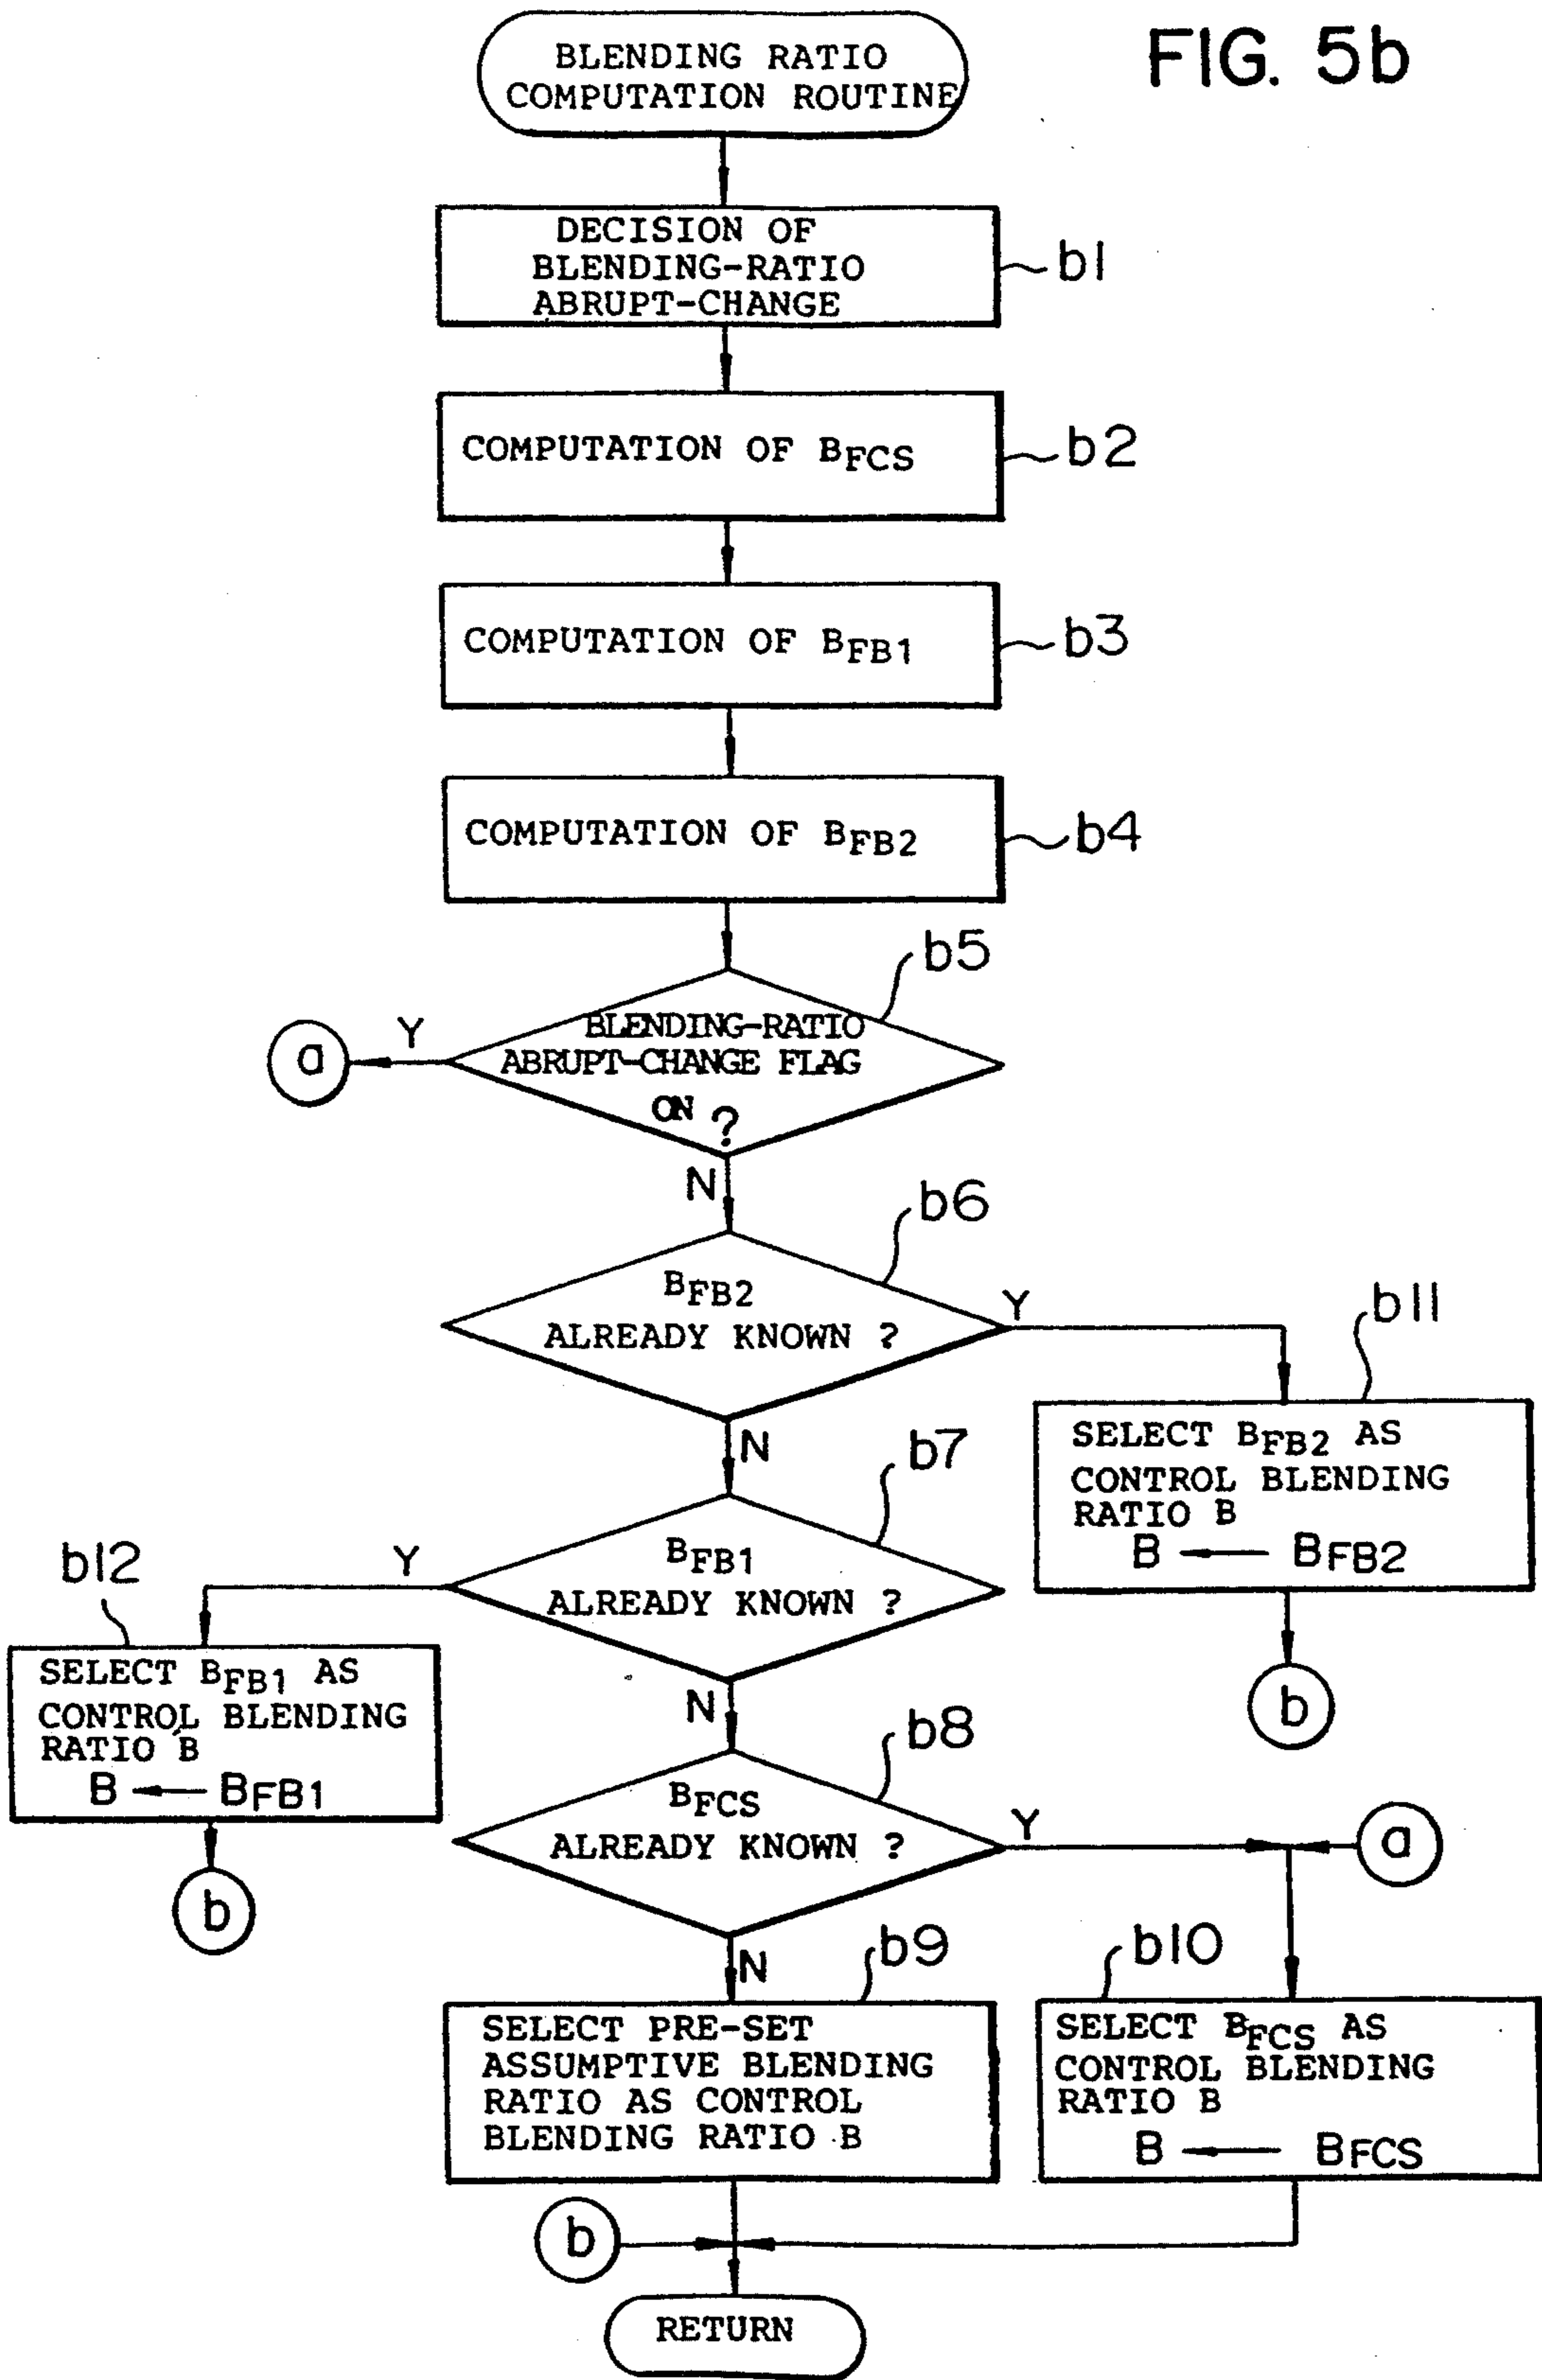 FIG. 5b
BLENDING RATIO
COMPUTATION ROUTINE
DECISION OF
BLENDING-RATIO
ABRUPT-CHANGE
b1
COMPUTATION OF BFCS
b2
COMPUTATION OF BFB1
b3
COMPUTATION OF BFB2
b4
b5
BLENDING-RATIO
ABRUPT-CHANGE FLAG
ON ?
Y
a
N
b6
BFB2
ALREADY KNOWN ?
Y
b11
SELECT BFB2 AS
CONTROL BLENDING
RATIO B
B ← BFB2
b
N
b7
BFB1
ALREADY KNOWN ?
Y
b12
SELECT BFB1 AS
CONTROL BLENDING
RATIO B
B ← BFB1
b
N
b8
BFCS
ALREADY KNOWN ?
Y
a
N
b9
SELECT PRE-SET
ASSUMPTIVE BLENDING
RATIO AS CONTROL
BLENDING RATIO B
b10
SELECT BFCS AS
CONTROL BLENDING
RATIO B
B ← BFCS
b
RETURN